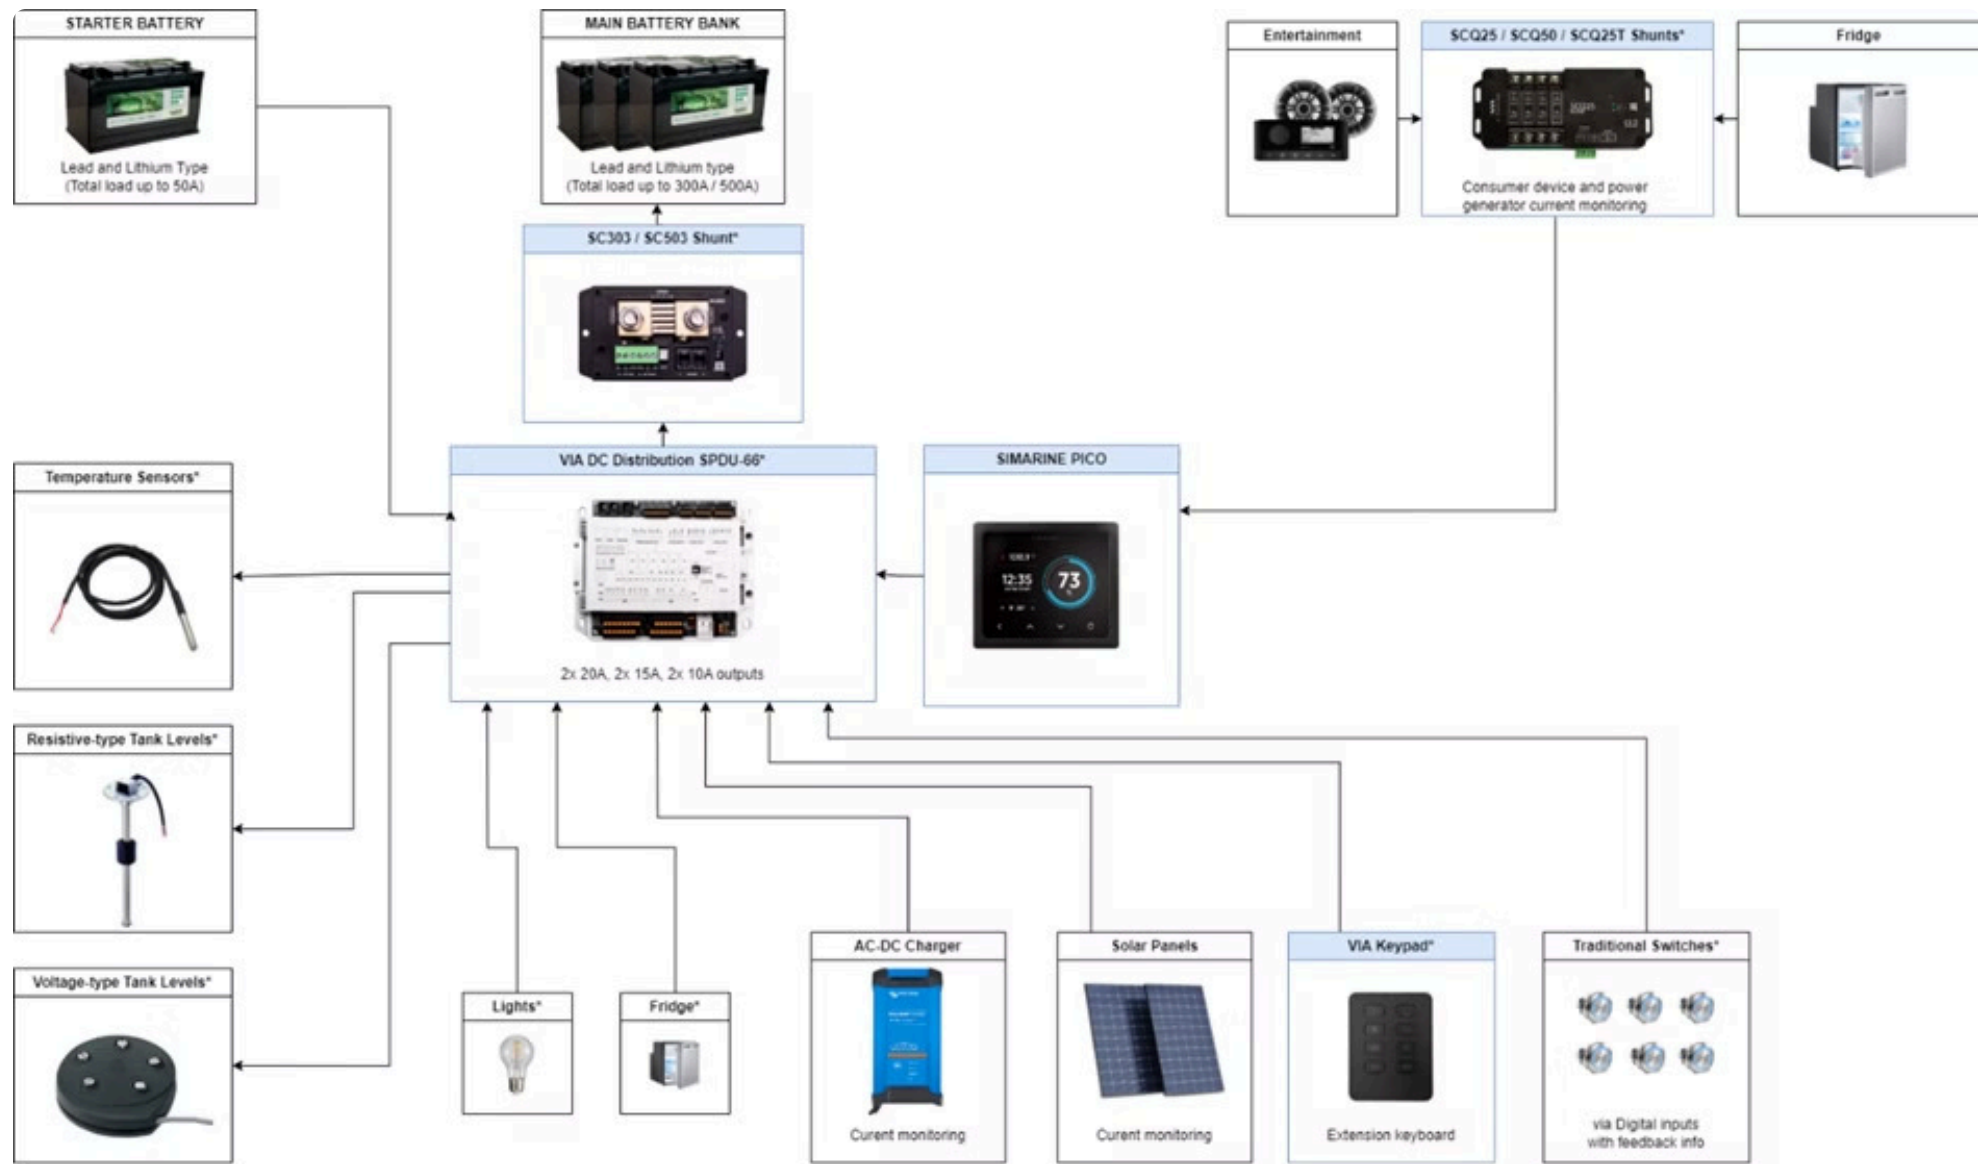 STARTER BATTERY
Lead and Lithium Type
(Total load up to 50A)
MAIN BATTERY BANK
Lead and Lithium type
(Total load up to 300A / 500A)
Entertainment
SCQ25 / SCQ50 / SCQ25T Shunts*
Consumer device and power
generator current monitoring
Fridge
SC303 / SC503 Shunt*
VIA DC Distribution SPDU-66*
2x 20A, 2x 15A, 2x 10A outputs
SIMARINE PICO
12:35
73
%
Temperature Sensors*
Resistive-type Tank Levels*
Voltage-type Tank Levels*
Lights*
Fridge*
AC-DC Charger
Curent monitoring
Solar Panels
Curent monitoring
VIA Keypad*
Extension keyboard
Traditional Switches*
via Digital inputs
with feedback info